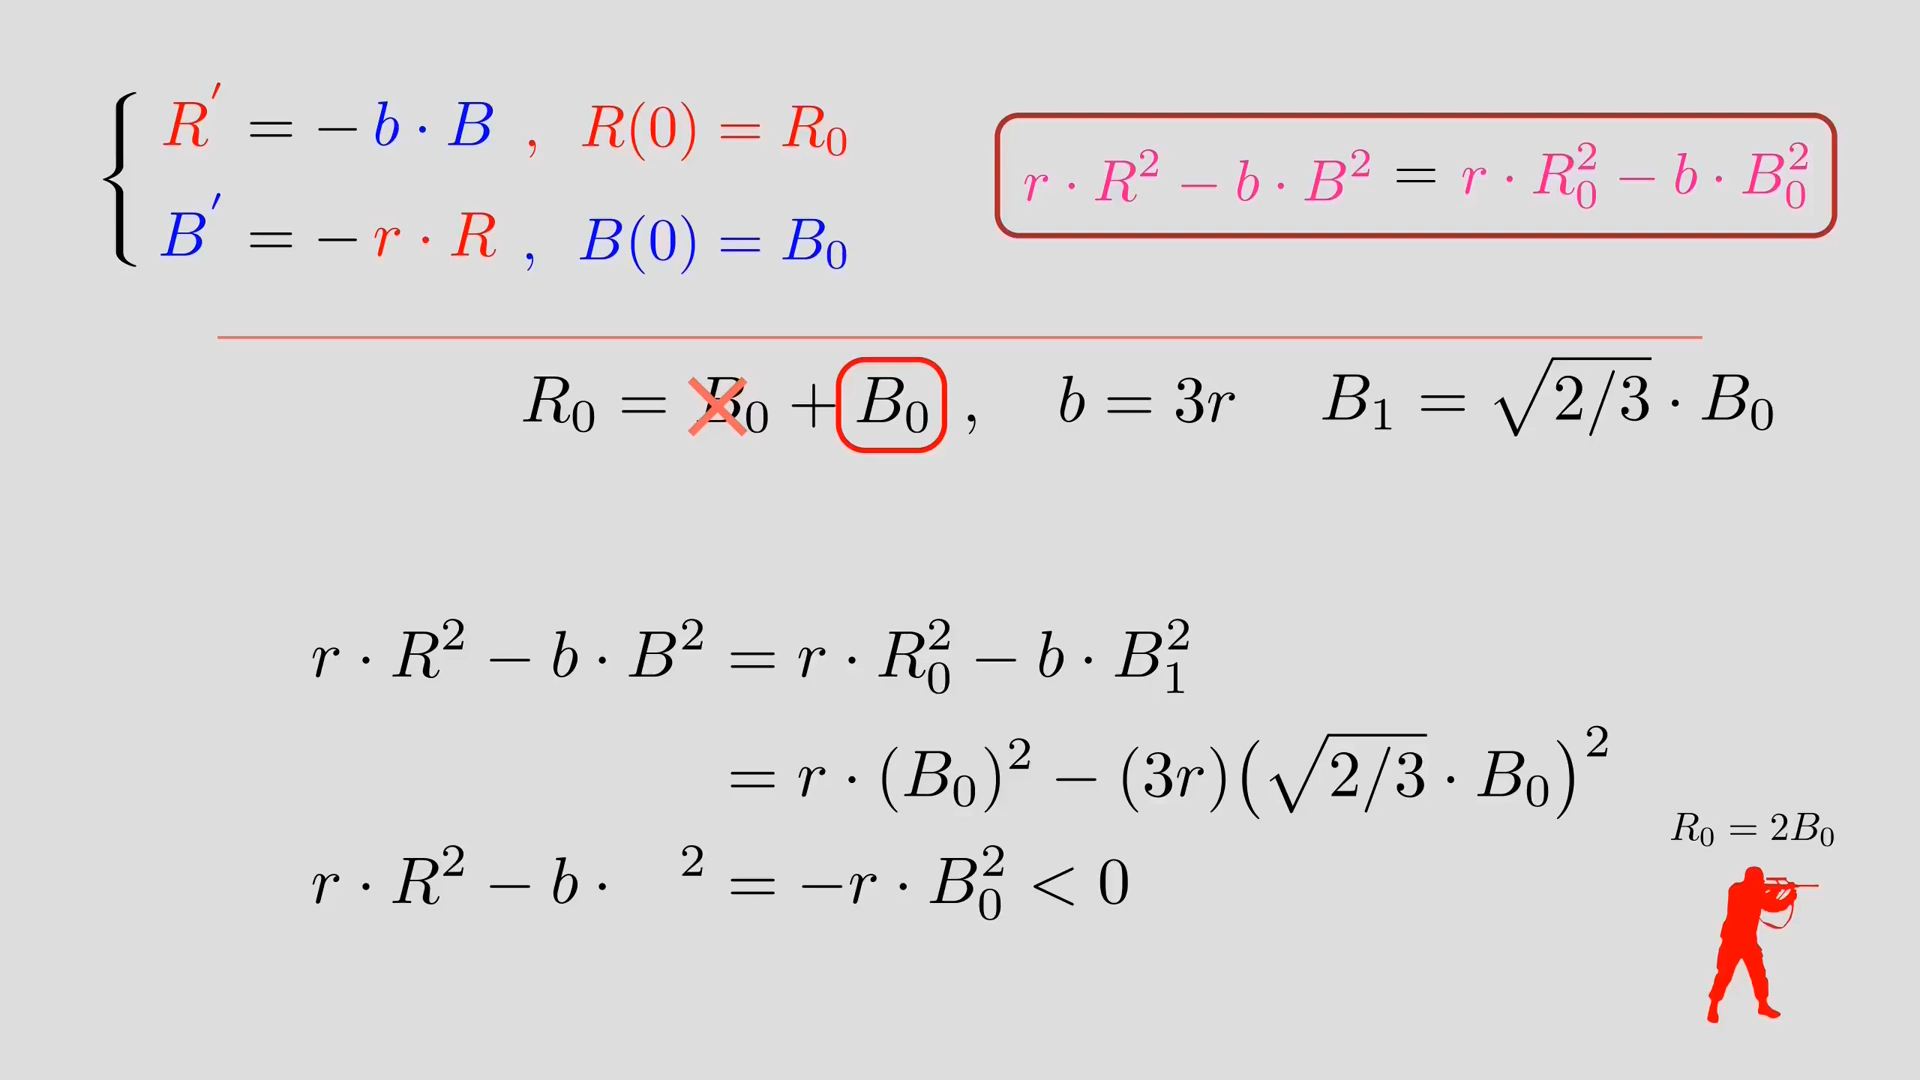 R′ = − b · B , R(0) = R₀
B′ = − r · R , B(0) = B₀
r · R² − b · B² = r · R₀² − b · B₀²
R₀ = B₀ + B₀ , b = 3r B₁ = √2/3 · B₀
r · R² − b · B² = r · R₀² − b · B₁²
= r · (B₀)² − (3r)(√2/3 · B₀)²
R₀ = 2B₀
r · R² − b · ² = −r · B₀² < 0